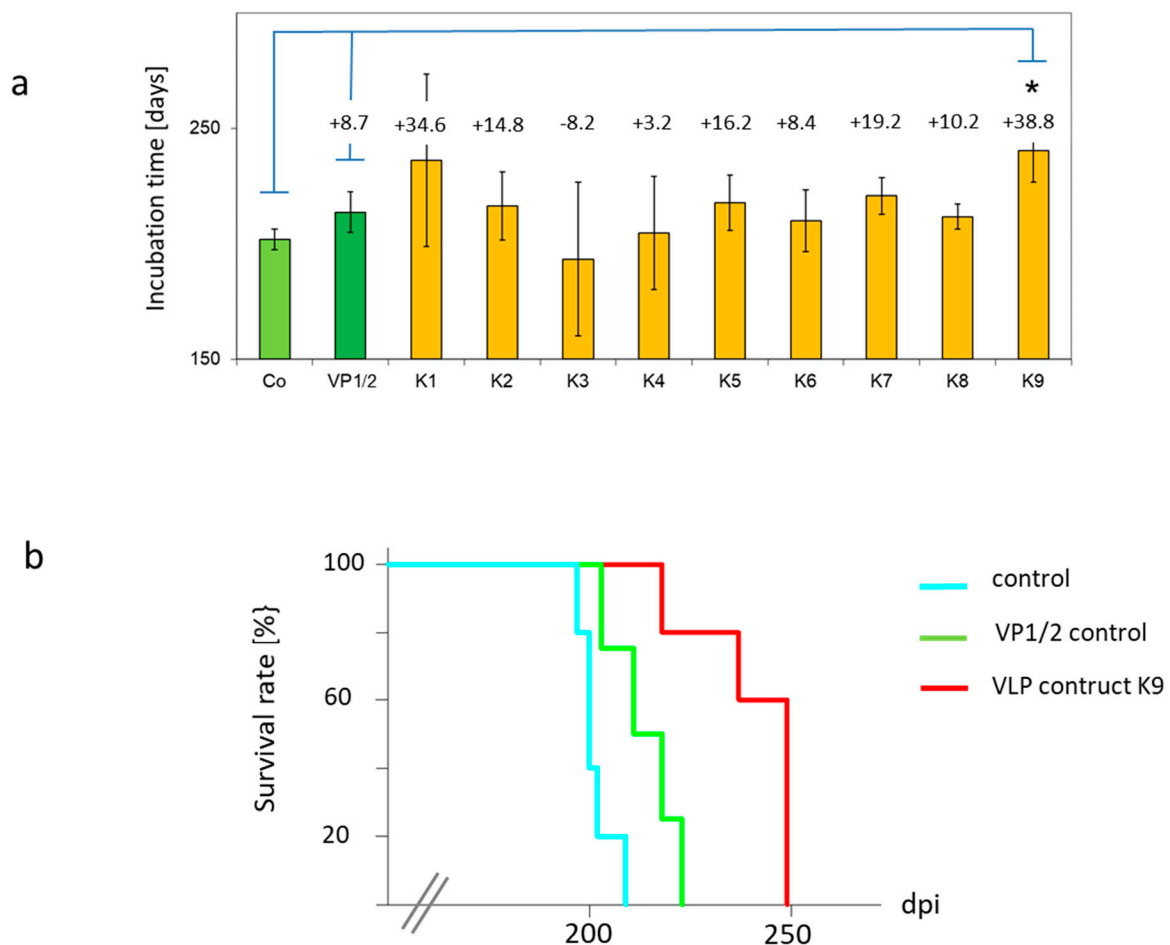 a
Incubation time [days]
250
150
*
+8.7 +34.6 +14.8 -8.2 +3.2 +16.2 +8.4 +19.2 +10.2 +38.8
Co VP1/2 K1 K2 K3 K4 K5 K6 K7 K8 K9
b
Survival rate [%}
100
60
20
200 250
dpi
control
VP1/2 control
VLP contruct K9